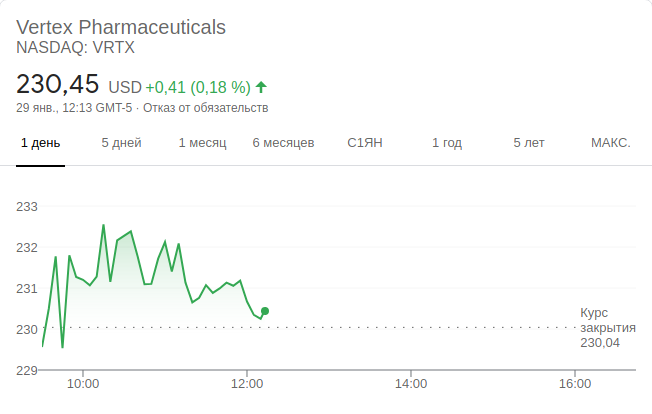 Vertex Pharmaceuticals
NASDAQ: VRTX
230,45 USD +0,41 (0,18 %)
29 янв., 12:13 GMT-5 · Отказ от обязательств
1 день 5 дней 1 месяц 6 месяцев С1ЯН 1 год 5 лет МАКС.
233
232
231
230
229
Курс
закрытия
230,04
10:00 12:00 14:00 16:00